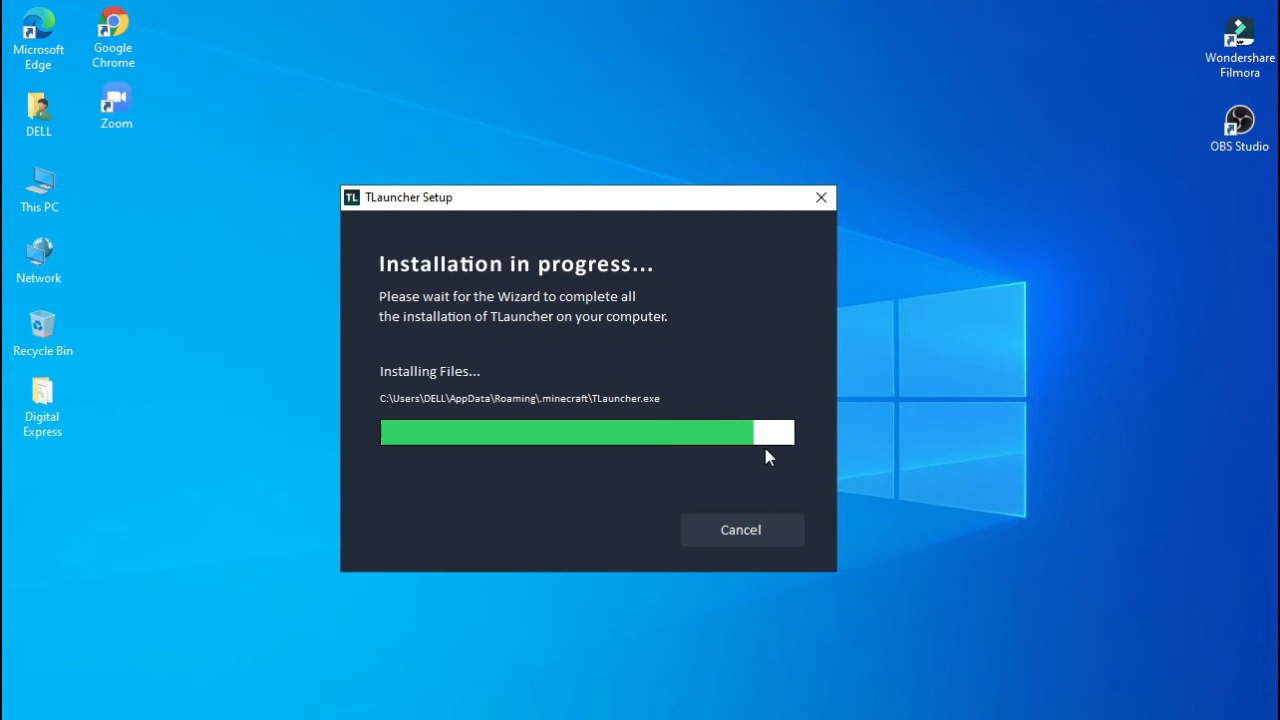 Microsoft
Edge
Google
Chrome
DELL
Zoom
This PC
Network
Recycle Bin
Digital
Express
Wondershare
Filmora
OBS Studio
TL TLauncher Setup
Installation in progress...
Please wait for the Wizard to complete all
the installation of TLauncher on your computer.
Installing Files...
C:\Users\DELL\AppData\Roaming\.minecraft\TLauncher.exe
Cancel